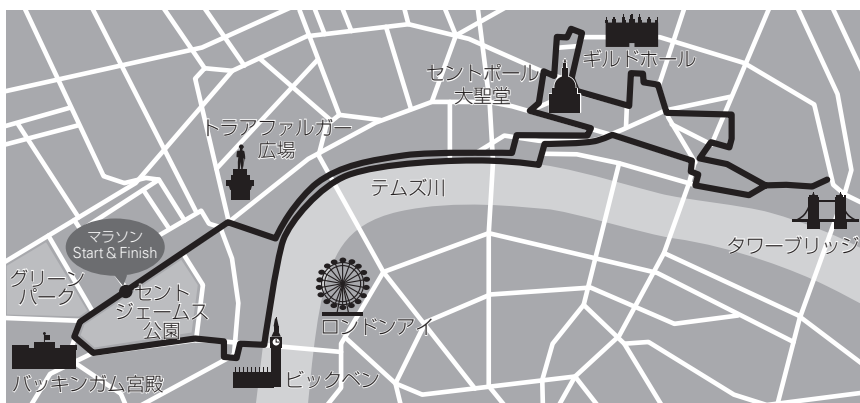 ギルドホール
セントポール
大聖堂
トラアファルガー
広場
テムズ川
タワーブリッジ
マラソン
Start & Finish
グリーン
パーク
セント
ジェームス
公園
ロンドンアイ
バッキンガム宮殿
ビックベン